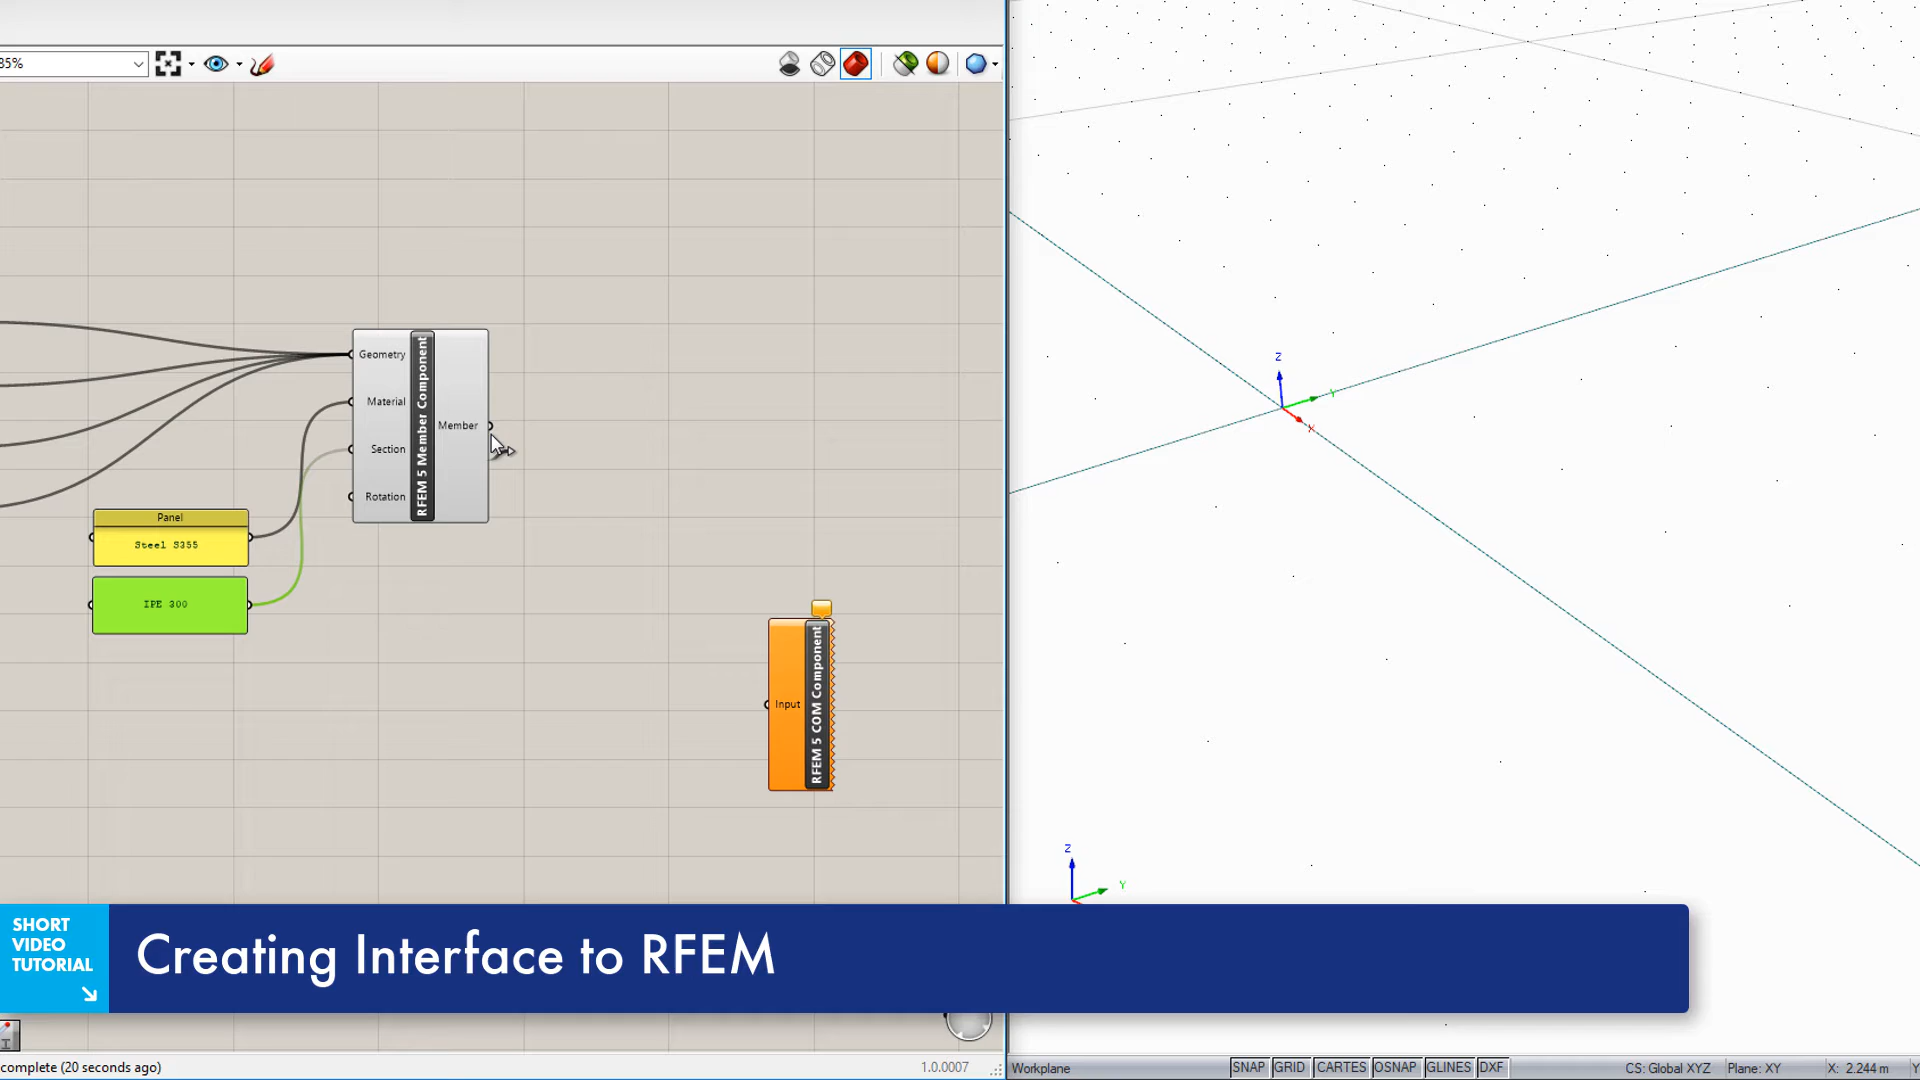 35%
Geometry
Material
Section
Rotation
RFEM 5 Member Component
Member
Panel
Steel S355
IPE 300
Input
RFEM 5 COM Component
Z
Y
X
Z
Y
SHORT
VIDEO
TUTORIAL
Creating Interface to RFEM
complete (20 seconds ago)
1.0.0007
Workplane
SNAP
GRID
CARTES
OSNAP
GLINES
DXF
CS: Global XYZ
Plane: XY
X: 2.244 m